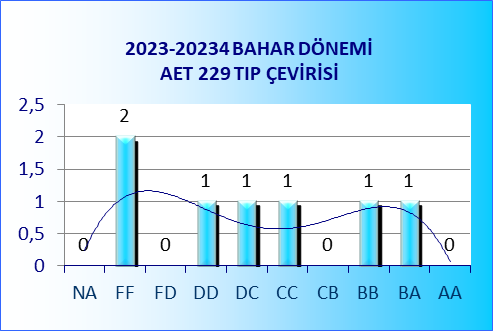 2023-20234 BAHAR DÖNEMİ
AET 229 TIP ÇEVİRİSİ
2,5
2
1,5
1
0,5
0
0 2 0 1 1 1 0 1 1 0
NA FF FD DD DC CC CB BB BA AA